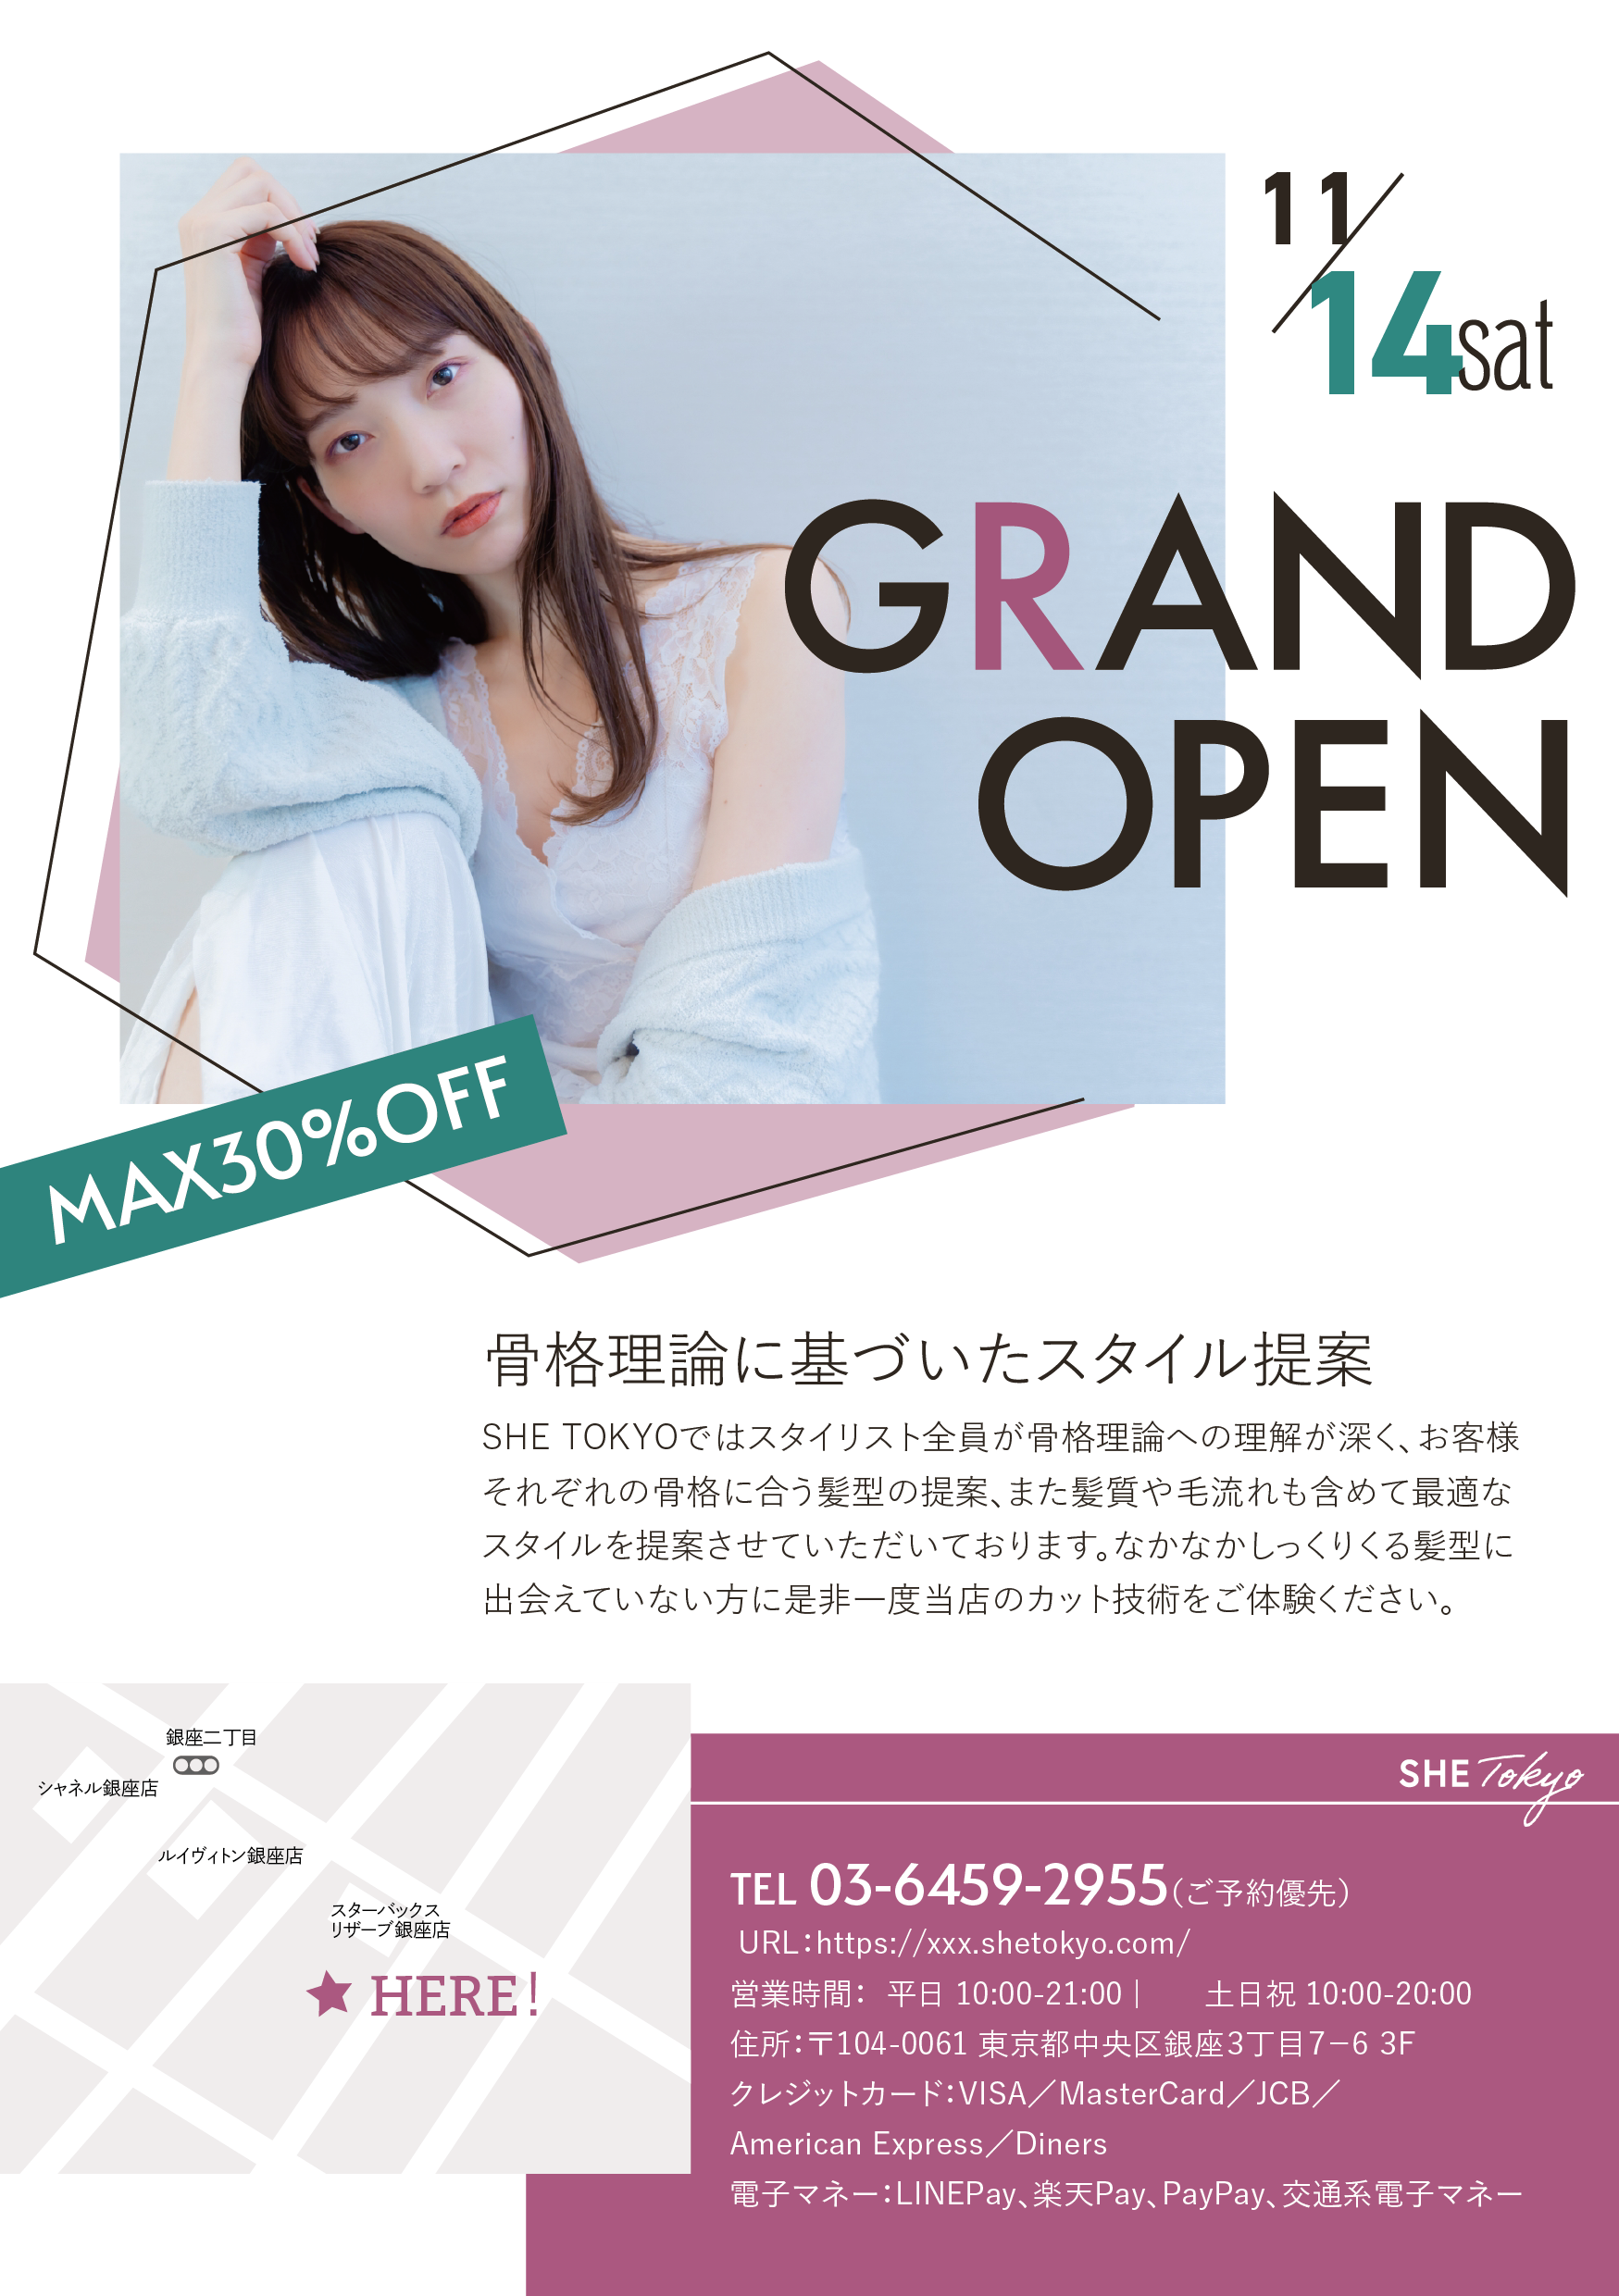 11/14sat
GRAND
OPEN
MAX30%OFF
骨格理論に基づいたスタイル提案
SHE TOKYOではスタイリスト全員が骨格理論への理解が深く、お客様
それぞれの骨格に合う髪型の提案、また髪質や毛流れも含めて最適な
スタイルを提案させていただいております。なかなかしっくりくる髪型に
出会えていない方に是非一度当店のカット技術をご体験ください。
銀座二丁目
シャネル銀座店
ルイヴィトン銀座店
スターバックス
リザーブ銀座店
HERE!
SHE Tokyo
TEL 03-6459-2955(ご予約優先)
URL:https://xxx.shetokyo.com/
営業時間: 平日 10:00-21:00 | 土日祝 10:00-20:00
住所:〒104-0061 東京都中央区銀座3丁目7−6 3F
クレジットカード:VISA/MasterCard/JCB/
American Express/Diners
電子マネー:LINEPay、楽天Pay、PayPay、交通系電子マネー